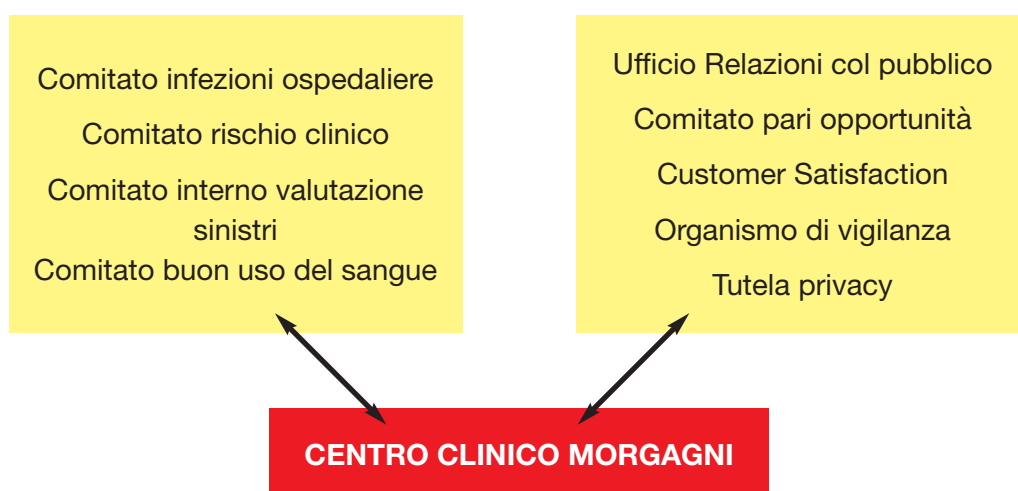 Comitato infezioni ospedaliere
Comitato rischio clinico
Comitato interno valutazione
sinistri
Comitato buon uso del sangue
Ufficio Relazioni col pubblico
Comitato pari opportunità
Customer Satisfaction
Organismo di vigilanza
Tutela privacy
CENTRO CLINICO MORGAGNI